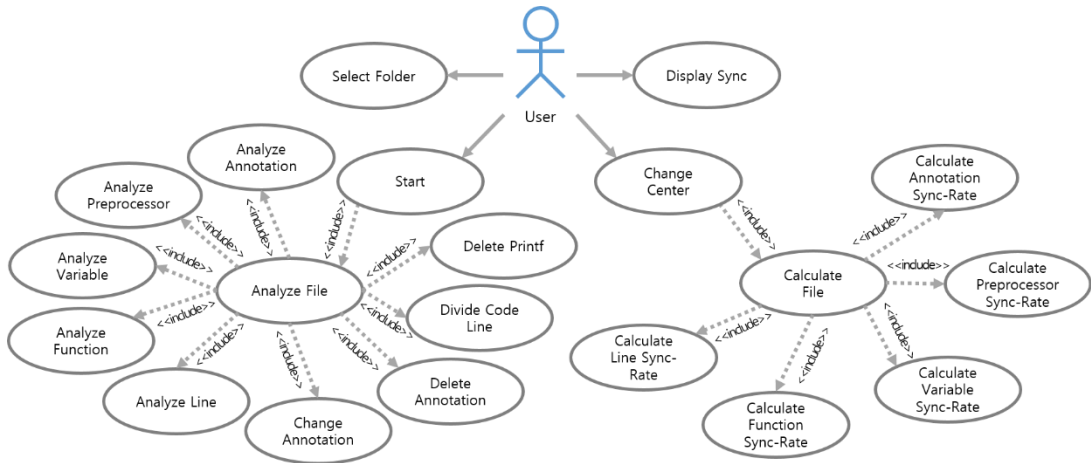 Select Folder
Display Sync
User
Analyze
Annotation
Start
Change
Center
Calculate
Annotation
Sync-Rate
Analyze
Preprocessor
<<include>>
<<include>>
<<include>>
<<include>>
<<include>>
Delete Printf
Analyze
Variable
<<include>>
<<include>>
<<include>>
Analyze File
Calculate
File
Calculate
Preprocessor
Sync-Rate
Analyze
Function
<<include>>
<<include>>
Divide Code
Line
<<include>>
<<include>>
<<include>>
<<include>>
Calculate
Line Sync-
Rate
<<include>>
<<include>>
Analyze Line
Change
Annotation
Delete
Annotation
Calculate
Function
Sync-Rate
Calculate
Variable
Sync-Rate